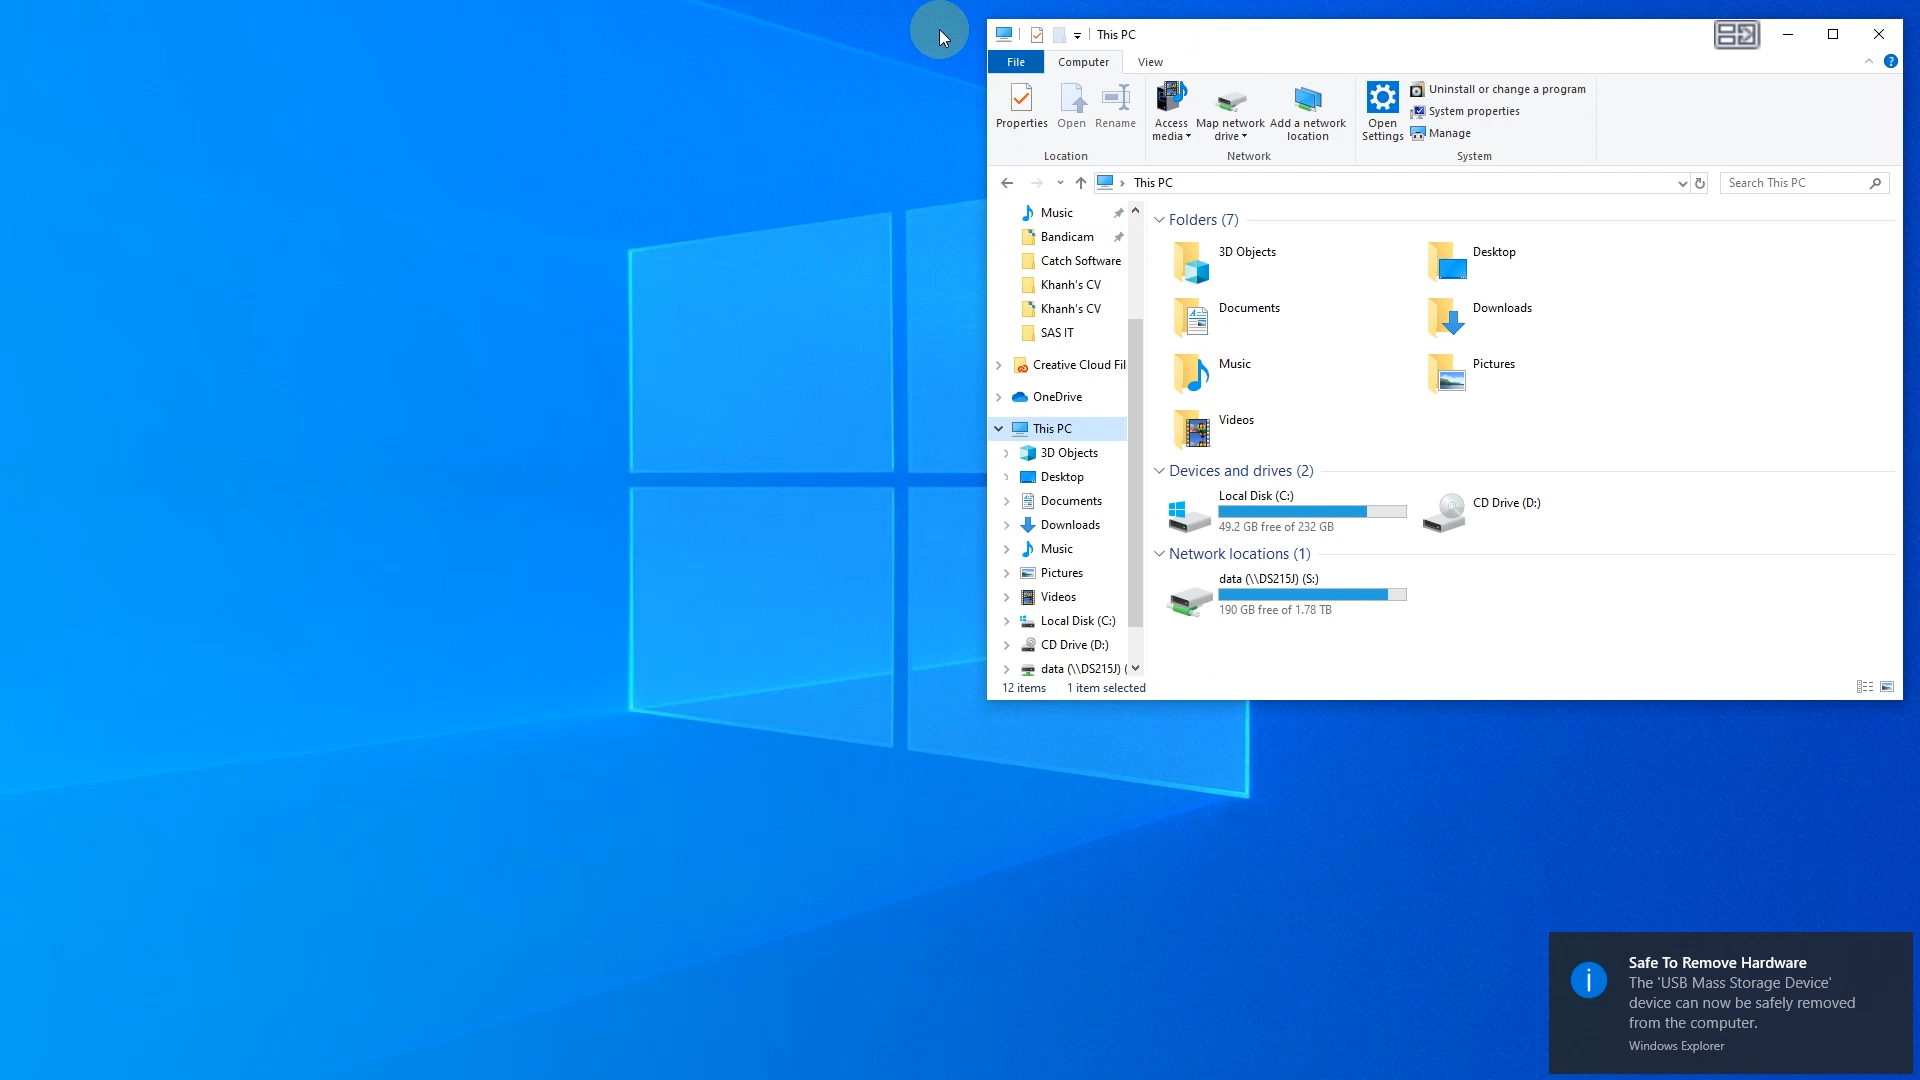 This PC
File
Computer
View
Properties
Open
Rename
Access media
Map network drive
Add a network location
Open Settings
Uninstall or change a program
System properties
Manage
Location
Network
System
This PC
Search This PC
Music
Bandicam
Catch Software
Khanh's CV
Khanh's CV
SAS IT
Creative Cloud Fil
OneDrive
This PC
3D Objects
Desktop
Documents
Downloads
Music
Pictures
Videos
Local Disk (C:)
CD Drive (D:)
data (\\DS215J) (
Folders (7)
3D Objects
Desktop
Documents
Downloads
Music
Pictures
Videos
Devices and drives (2)
Local Disk (C:)
49.2 GB free of 232 GB
CD Drive (D:)
Network locations (1)
data (\\DS215J) (S:)
190 GB free of 1.78 TB
12 items
1 item selected
Safe To Remove Hardware
The 'USB Mass Storage Device'
device can now be safely removed
from the computer.
Windows Explorer